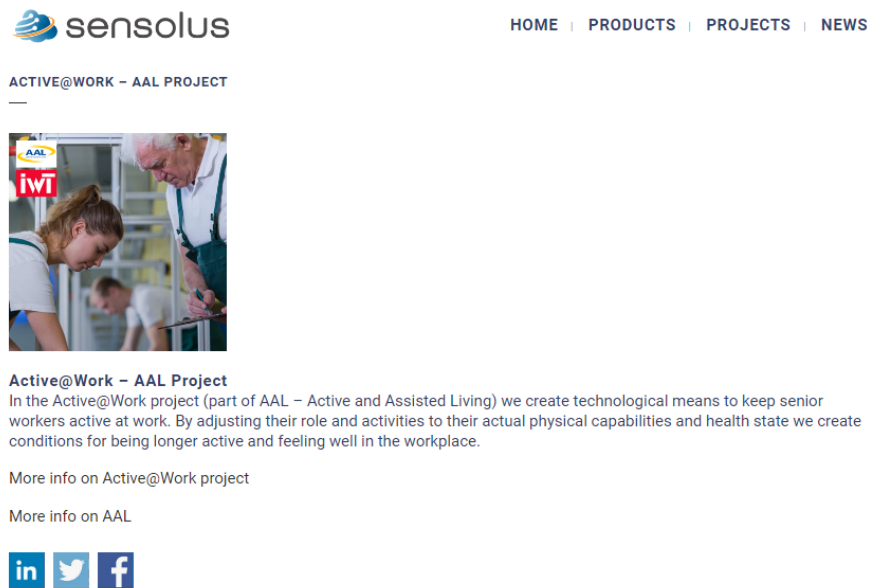 sensolus
HOME | PRODUCTS | PROJECTS | NEWS
ACTIVE@WORK – AAL PROJECT
AAL
iWT
Active@Work – AAL Project
In the Active@Work project (part of AAL – Active and Assisted Living) we create technological means to keep senior
workers active at work. By adjusting their role and activities to their actual physical capabilities and health state we create
conditions for being longer active and feeling well in the workplace.
More info on Active@Work project
More info on AAL
in
f